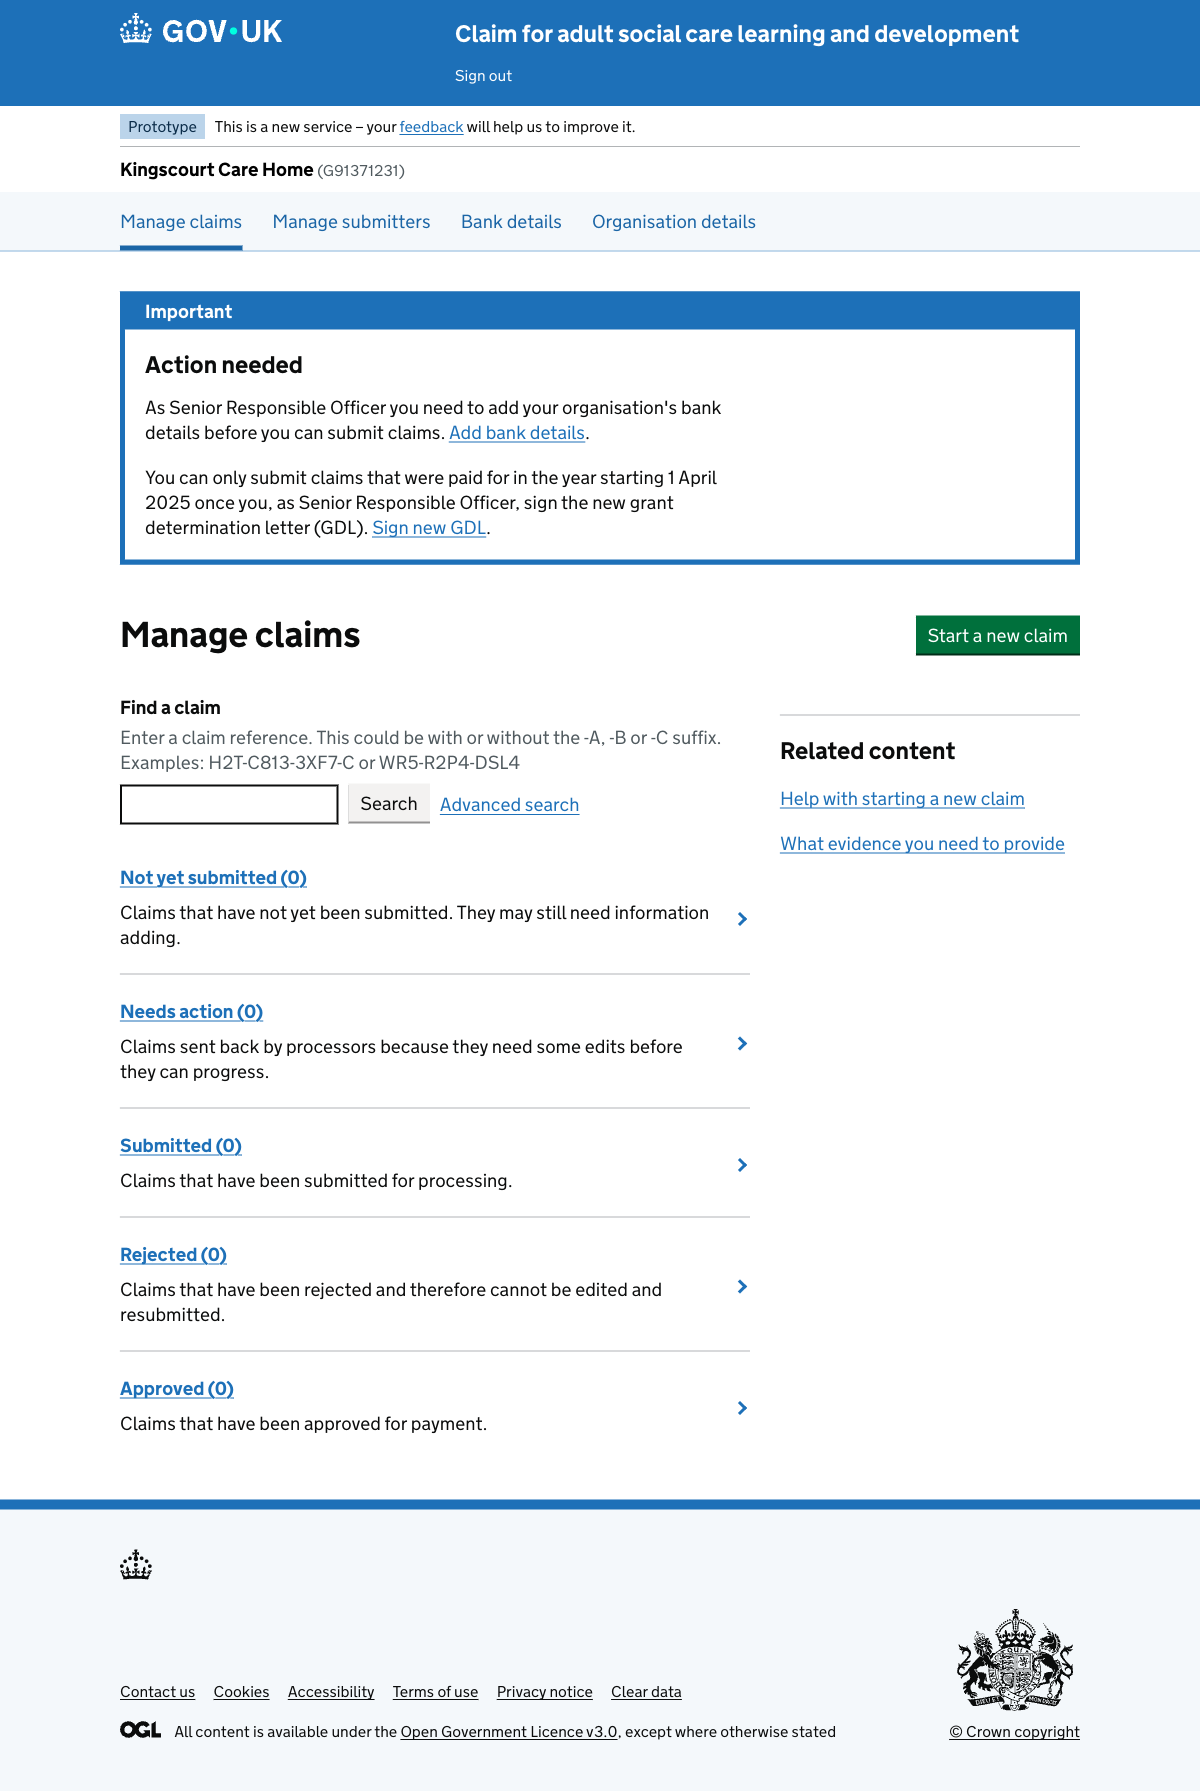 GOV·UK
Claim for adult social care learning and development
Sign out
Prototype This is a new service – your feedback will help us to improve it.
Kingscourt Care Home (G91371231)
Manage claims Manage submitters Bank details Organisation details
Important
Action needed
As Senior Responsible Officer you need to add your organisation's bank
details before you can submit claims. Add bank details.
You can only submit claims that were paid for in the year starting 1 April
2025 once you, as Senior Responsible Officer, sign the new grant
determination letter (GDL). Sign new GDL.
Manage claims
Start a new claim
Find a claim
Enter a claim reference. This could be with or without the -A, -B or -C suffix.
Examples: H2T-C813-3XF7-C or WR5-R2P4-DSL4
Search Advanced search
Related content
Help with starting a new claim
What evidence you need to provide
Not yet submitted (0)
Claims that have not yet been submitted. They may still need information
adding.
Needs action (0)
Claims sent back by processors because they need some edits before
they can progress.
Submitted (0)
Claims that have been submitted for processing.
Rejected (0)
Claims that have been rejected and therefore cannot be edited and
resubmitted.
Approved (0)
Claims that have been approved for payment.
Contact us Cookies Accessibility Terms of use Privacy notice Clear data
OGL All content is available under the Open Government Licence v3.0, except where otherwise stated
© Crown copyright